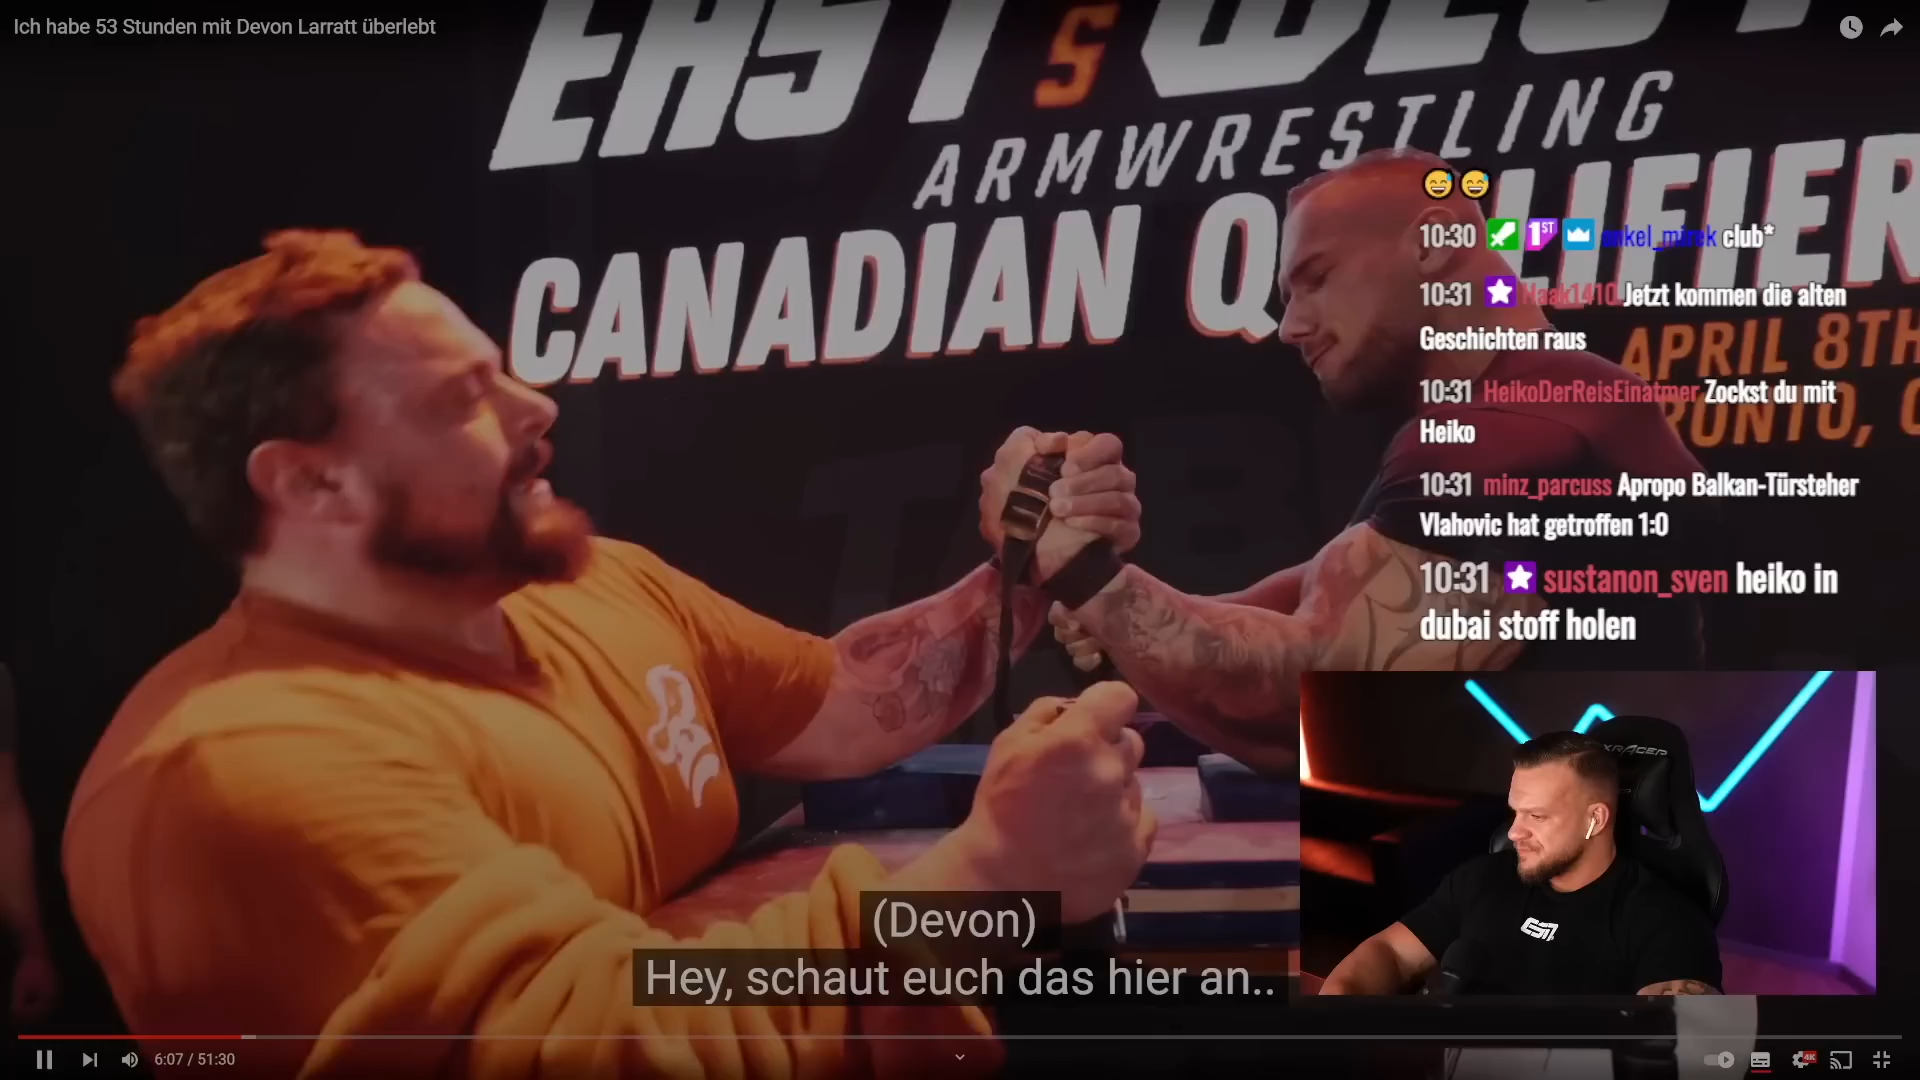 Ich habe 53 Stunden mit Devon Larratt überlebt
ARMWRESTLING
CANADIAN
APRIL 8TH
10:30 onkel_mirek club*
10:31 Haak1410 Jetzt kommen die alten
Geschichten raus
10:31 HeikoDerReisEinatmer Zockst du mit
Heiko
10:31 minz_parcuss Apropo Balkan-Türsteher
Vlahovic hat getroffen 1:0
10:31 sustanon_sven heiko in
dubai stoff holen
(Devon)
Hey, schaut euch das hier an..
6:07 / 51:30